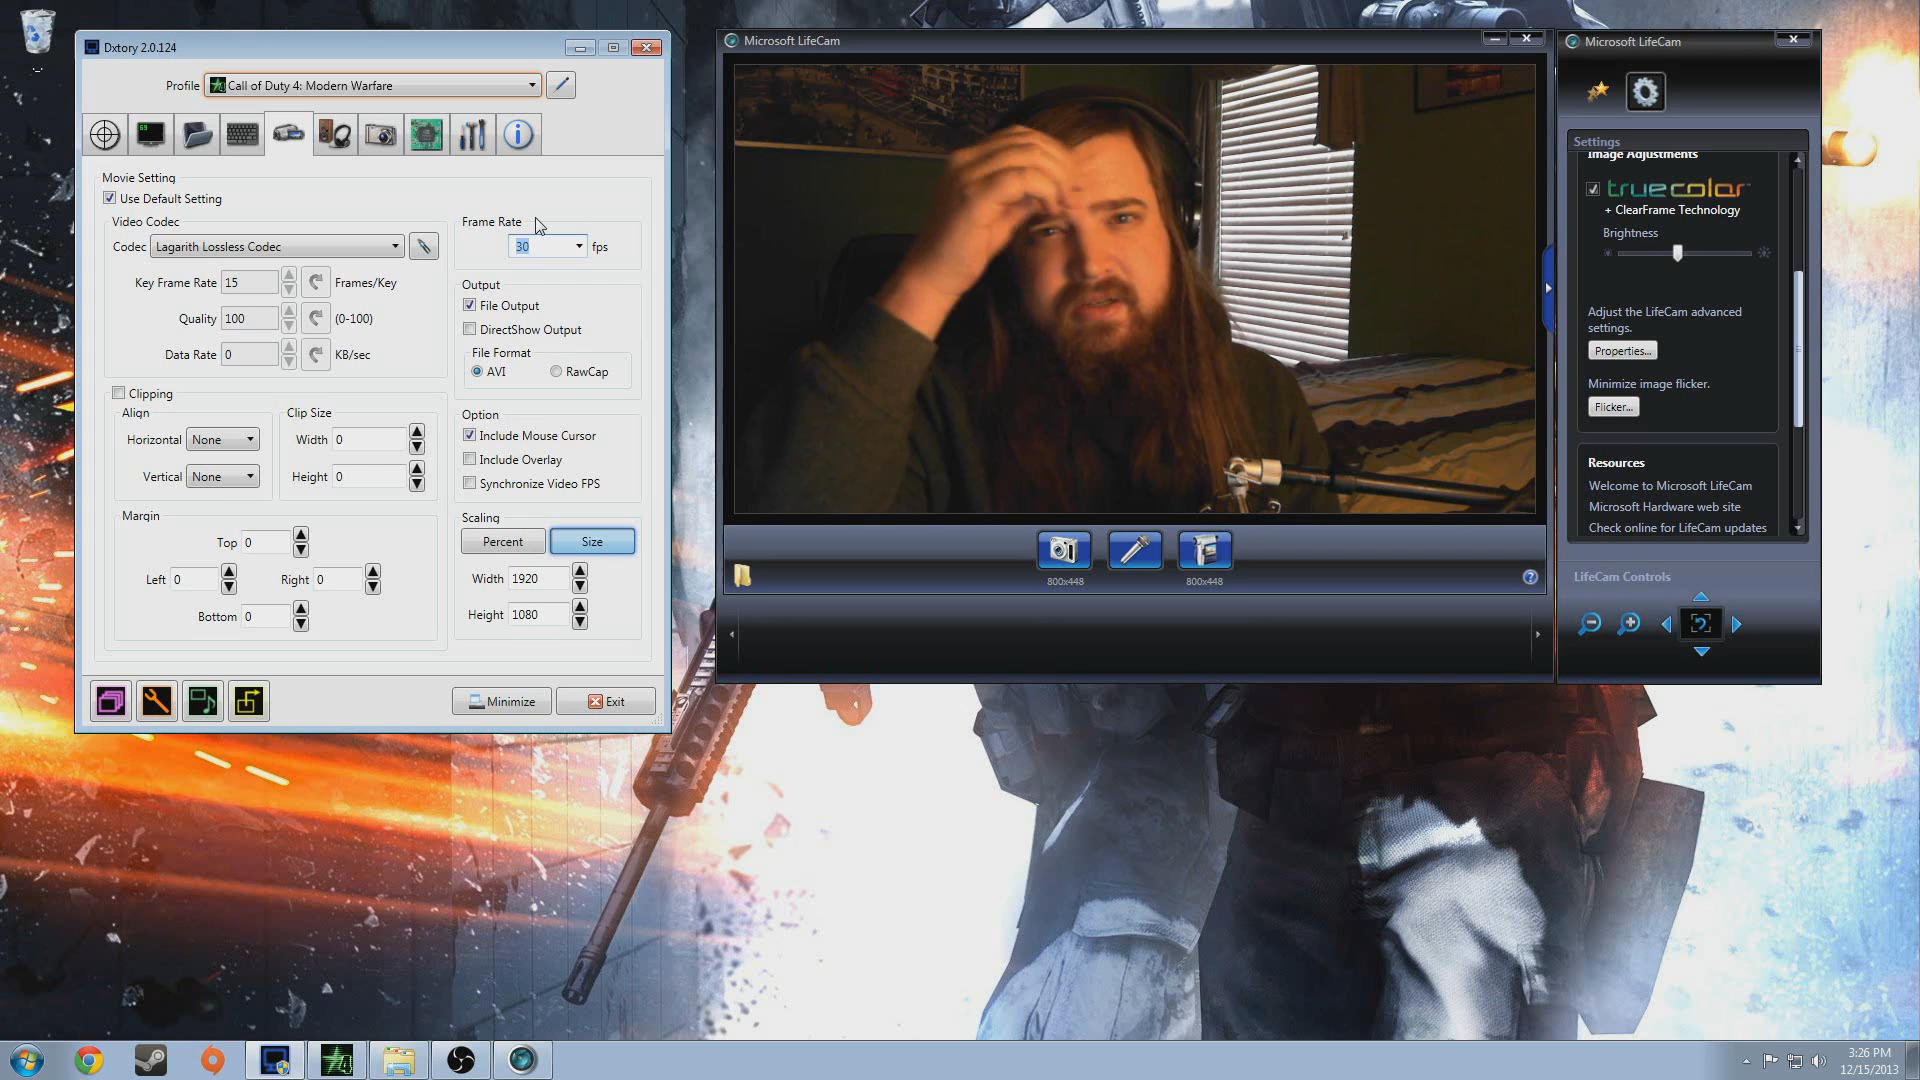 Dxtory 2.0.124
Profile
Call of Duty 4: Modern Warfare
69
Movie Setting
Use Default Setting
Video Codec
Codec
Lagarith Lossless Codec
Key Frame Rate 15 Frames/Key
Quality 100 (0-100)
Data Rate 0 KB/sec
Frame Rate
30 fps
Output
File Output
DirectShow Output
File Format
AVI RawCap
Clipping
Align
Horizontal None
Vertical None
Clip Size
Width 0
Height 0
Option
Include Mouse Cursor
Include Overlay
Synchronize Video FPS
Margin
Top 0
Left 0 Right 0
Bottom 0
Scaling
Percent Size
Width 1920
Height 1080
Minimize Exit
Microsoft LifeCam
800x448
800x448
Microsoft LifeCam
Settings
Image Adjustments
truecolor
+ ClearFrame Technology
Brightness
Adjust the LifeCam advanced
settings.
Properties...
Minimize image flicker.
Flicker...
Resources
Welcome to Microsoft LifeCam
Microsoft Hardware web site
Check online for LifeCam updates
LifeCam Controls
3:26 PM
12/15/2013